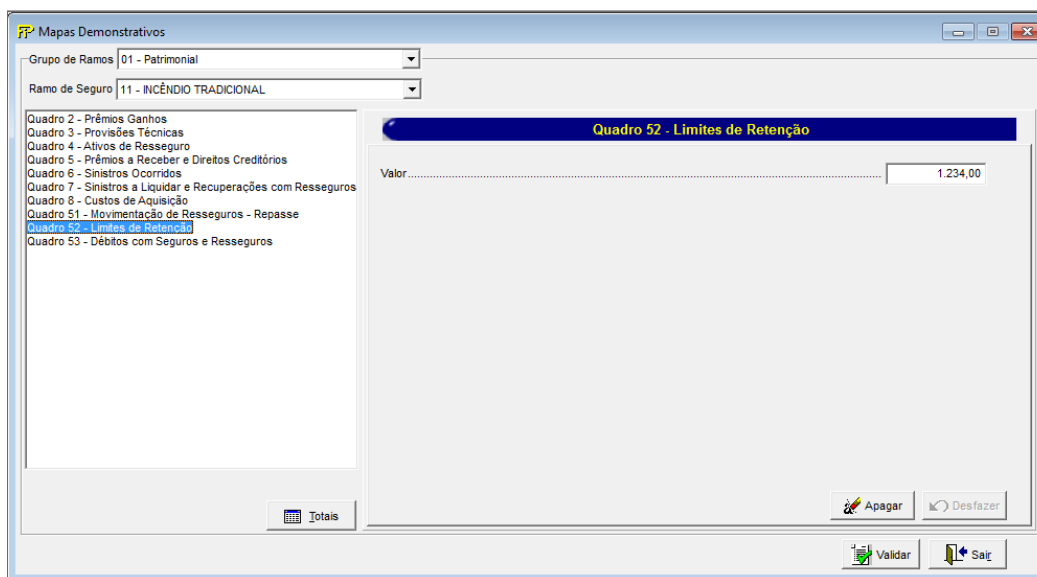 FIP Mapas Demonstrativos
Grupo de Ramos 01 - Patrimonial
Ramo de Seguro 11 - INCÊNDIO TRADICIONAL
Quadro 2 - Prêmios Ganhos
Quadro 3 - Provisões Técnicas
Quadro 4 - Ativos de Resseguro
Quadro 5 - Prêmios a Receber e Direitos Creditórios
Quadro 6 - Sinistros Ocorridos
Quadro 7 - Sinistros a Liquidar e Recuperações com Resseguros
Quadro 8 - Custos de Aquisição
Quadro 51 - Movimentação de Resseguros - Repasse
Quadro 52 - Limites de Retenção
Quadro 53 - Débitos com Seguros e Resseguros
Totais
Quadro 52 - Limites de Retenção
Valor 1.234,00
Apagar Desfazer
Validar Sair